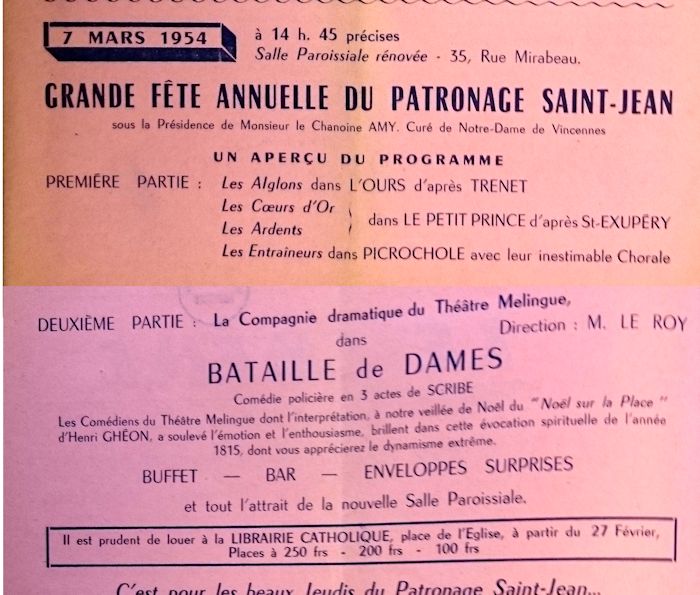 7 MARS 1954
à 14 h. 45 précises
Salle Paroissiale rénovée - 35, Rue Mirabeau.
GRANDE FÊTE ANNUELLE DU PATRONAGE SAINT-JEAN
sous la Présidence de Monsieur le Chanoine AMY. Curé de Notre-Dame de Vincennes
UN APERÇU DU PROGRAMME
PREMIÈRE PARTIE : Les Aiglons dans L'OURS d'après TRENET
Les Cœurs d'Or
Les Ardents
dans LE PETIT PRINCE d'après St-EXUPÉRY
Les Entraîneurs dans PICROCHOLE avec leur inestimable Chorale
DEUXIÈME PARTIE : La Compagnie dramatique du Théâtre Melingue,
Direction : M. LE ROY
dans
BATAILLE de DAMES
Comédie policière en 3 actes de SCRIBE
Les Comédiens du Théâtre Melingue dont l'interprétation, à notre veillée de Noël du "Noël sur la Place"
d'Henri GHÉON, a soulevé l'émotion et l'enthousiasme, brillent dans cette évocation spirituelle de l'année
1815, dont vous apprécierez le dynamisme extrême.
BUFFET — BAR — ENVELOPPES SURPRISES
et tout l'attrait de la nouvelle Salle Paroissiale.
Il est prudent de louer à la LIBRAIRIE CATHOLIQUE, place de l'Eglise, à partir du 27 Février,
Places à 250 frs - 200 frs - 100 frs
C'est pour les beaux Jeudis du Patronage Saint-Jean...